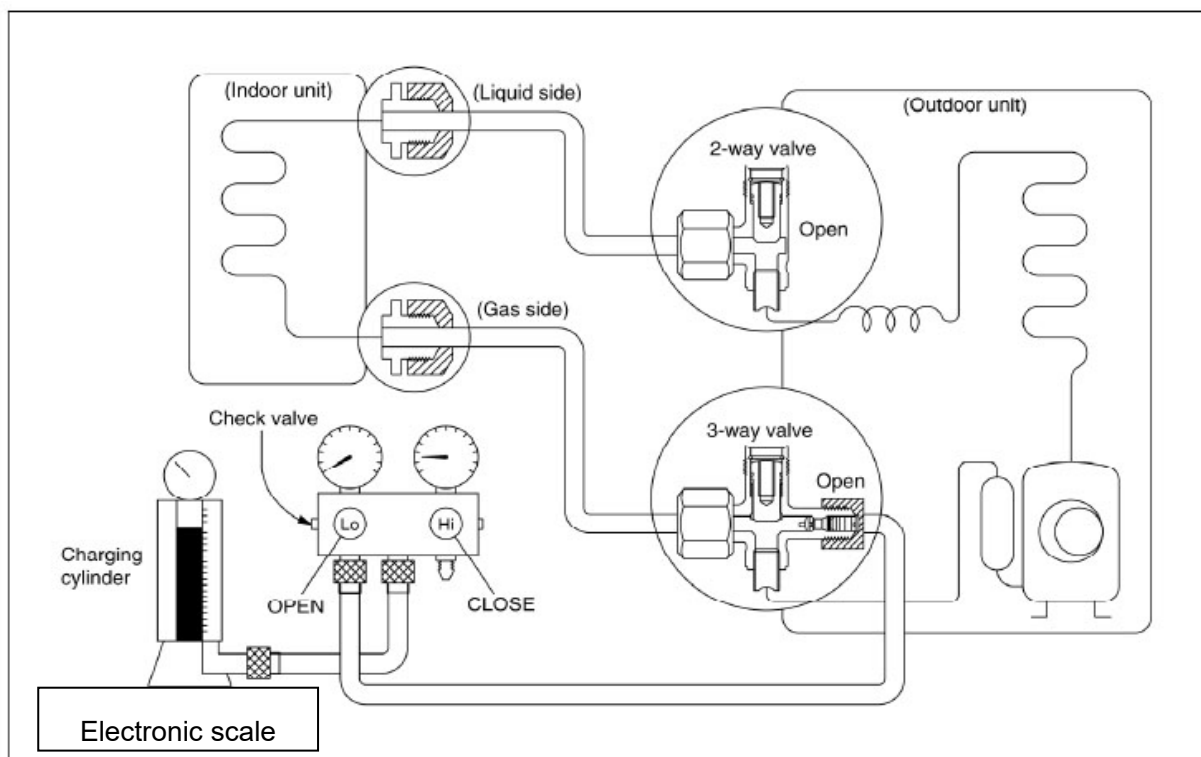 (Indoor unit)
(Liquid side)
(Outdoor unit)
2-way valve
Open
(Gas side)
Check valve
3-way valve
Open
Lo
Hi
Charging
cylinder
OPEN
CLOSE
Electronic scale